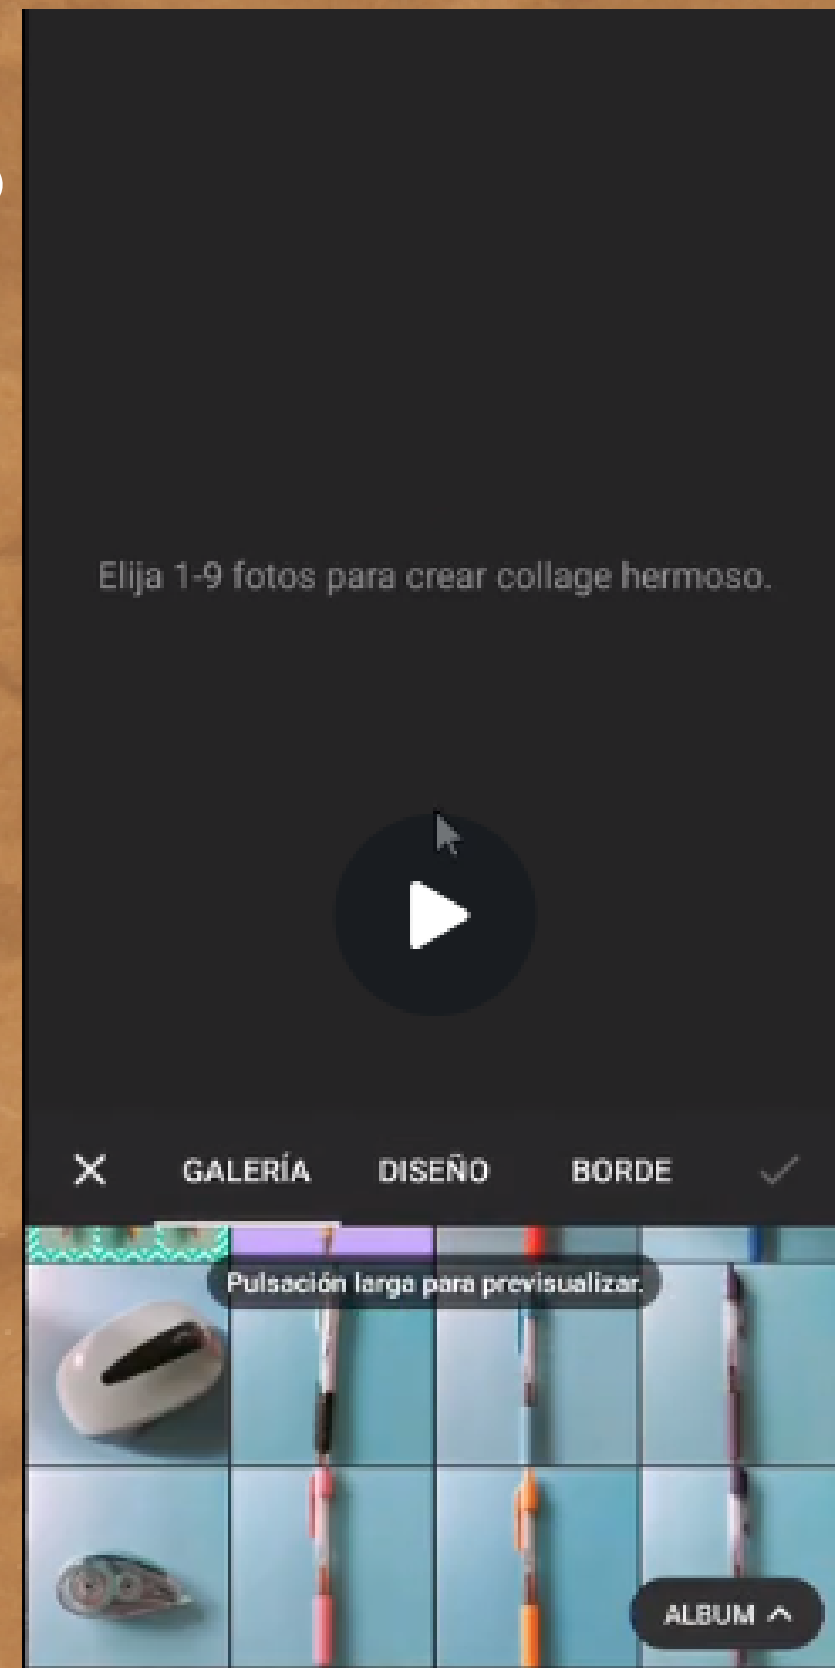 Elija 1-9 fotos para crear collage hermoso.
GALERÍA DISEÑO BORDE
Pulsación larga para previsualizar.
ALBUM